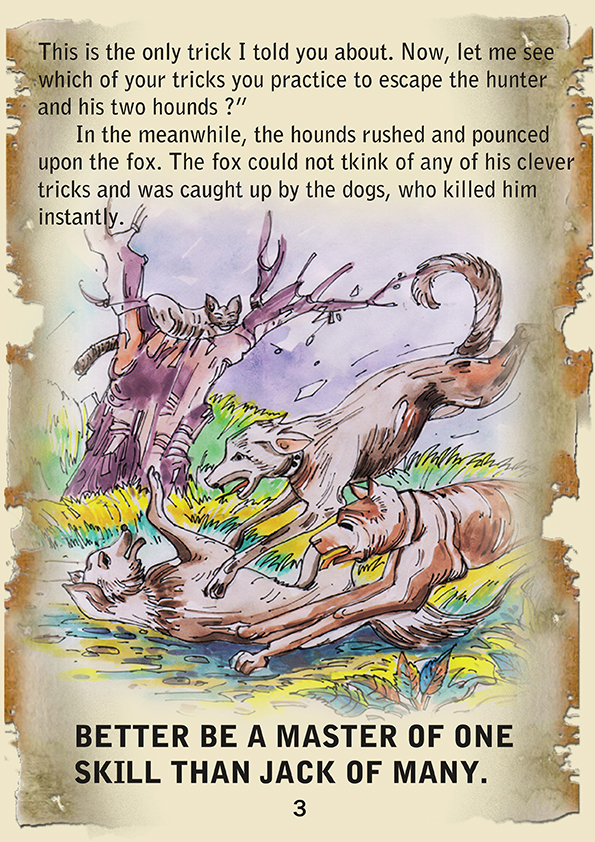 This is the only trick I told you about. Now, let me see
which of your tricks you practice to escape the hunter
and his two hounds ?”
In the meanwhile, the hounds rushed and pounced
upon the fox. The fox could not tkink of any of his clever
tricks and was caught up by the dogs, who killed him
instantly.
BETTER BE A MASTER OF ONE
SKILL THAN JACK OF MANY.
3